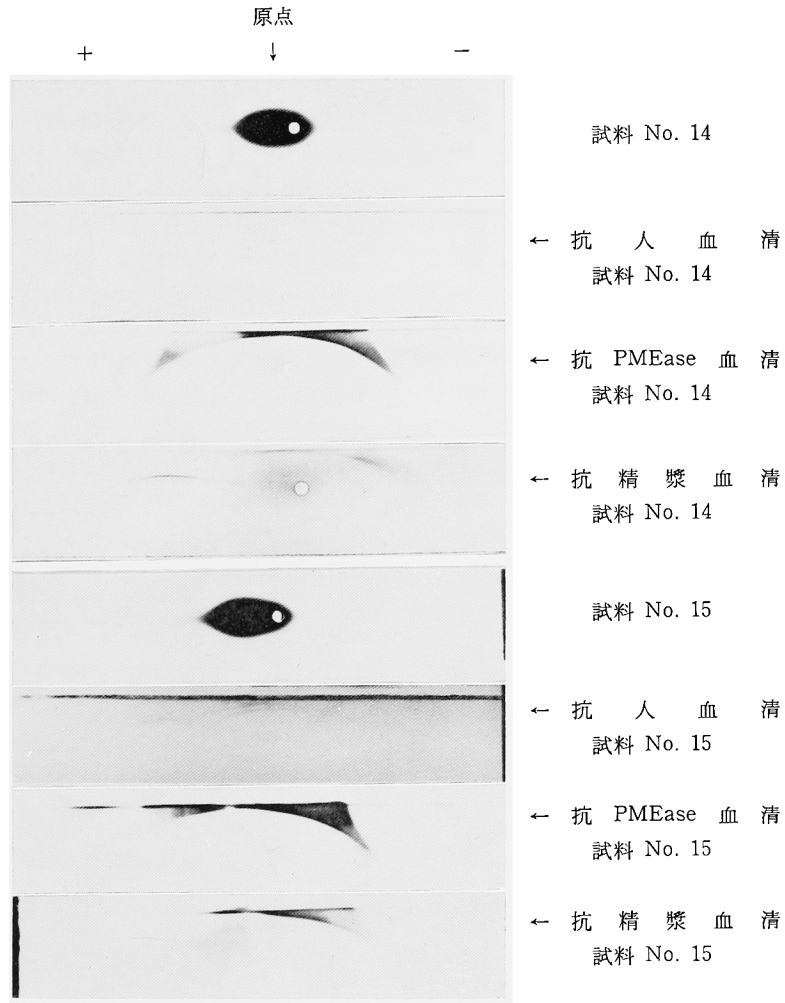 原点
+ ↓ −
試料 No. 14
← 抗人血清
試料 No. 14
← 抗 PMEase 血清
試料 No. 14
← 抗精漿血清
試料 No. 14
試料 No. 15
← 抗人血清
試料 No. 15
← 抗 PMEase 血清
試料 No. 15
← 抗精漿血清
試料 No. 15